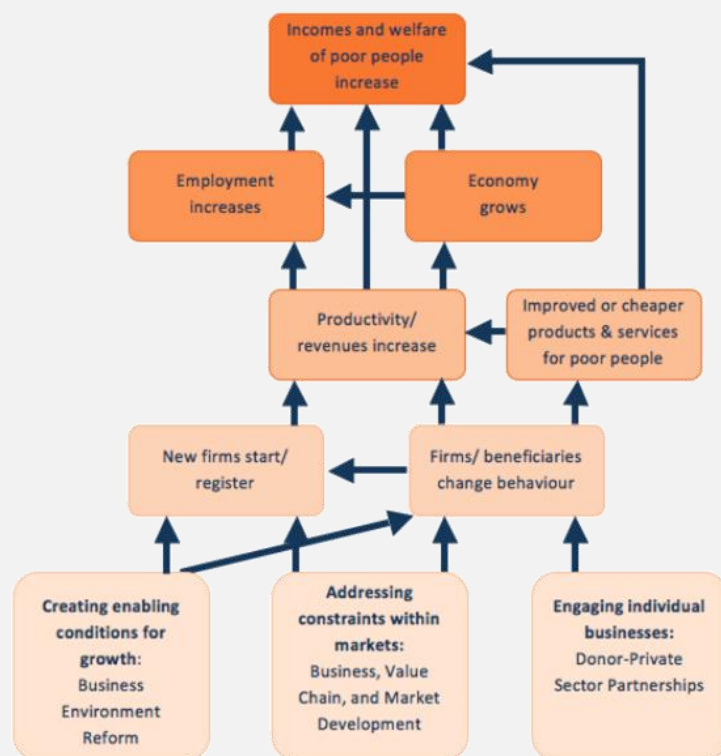 Incomes and welfare
of poor people
increase
Employment
increases
Economy
grows
Productivity/
revenues increase
Improved or cheaper
products & services
for poor people
New firms start/
register
Firms/ beneficiaries
change behaviour
Creating enabling
conditions for
growth:
Business
Environment
Reform
Addressing
constraints within
markets:
Business, Value
Chain, and Market
Development
Engaging individual
businesses:
Donor-Private
Sector Partnerships